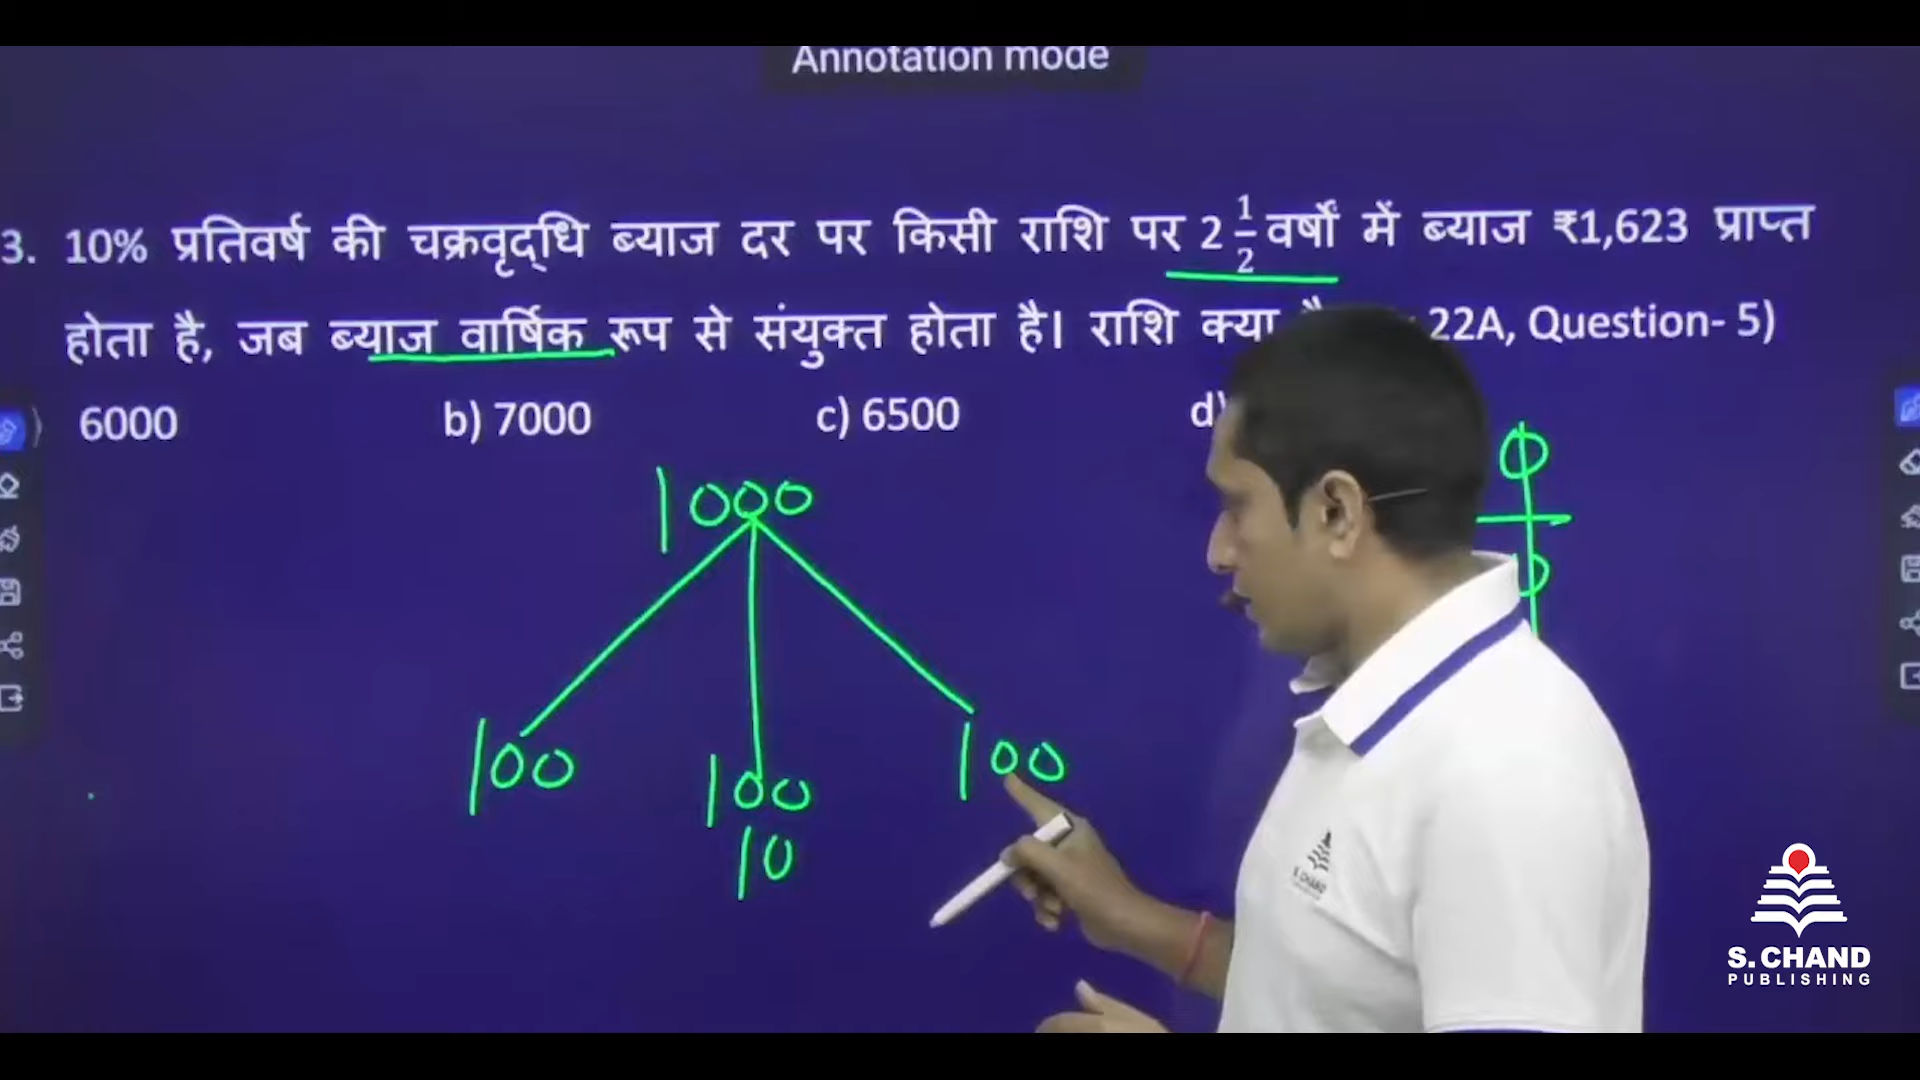 Annotation mode
3. 10% प्रतिवर्ष की चक्रवृद्धि ब्याज दर पर किसी राशि पर 2 1/2 वर्षों में ब्याज ₹1,623 प्राप्त
होता है, जब ब्याज वार्षिक रूप से संयुक्त होता है। राशि क्या 22A, Question- 5)
) 6000 b) 7000 c) 6500 d)
1000
100 100 100
10
S. CHAND
S. CHAND
PUBLISHING